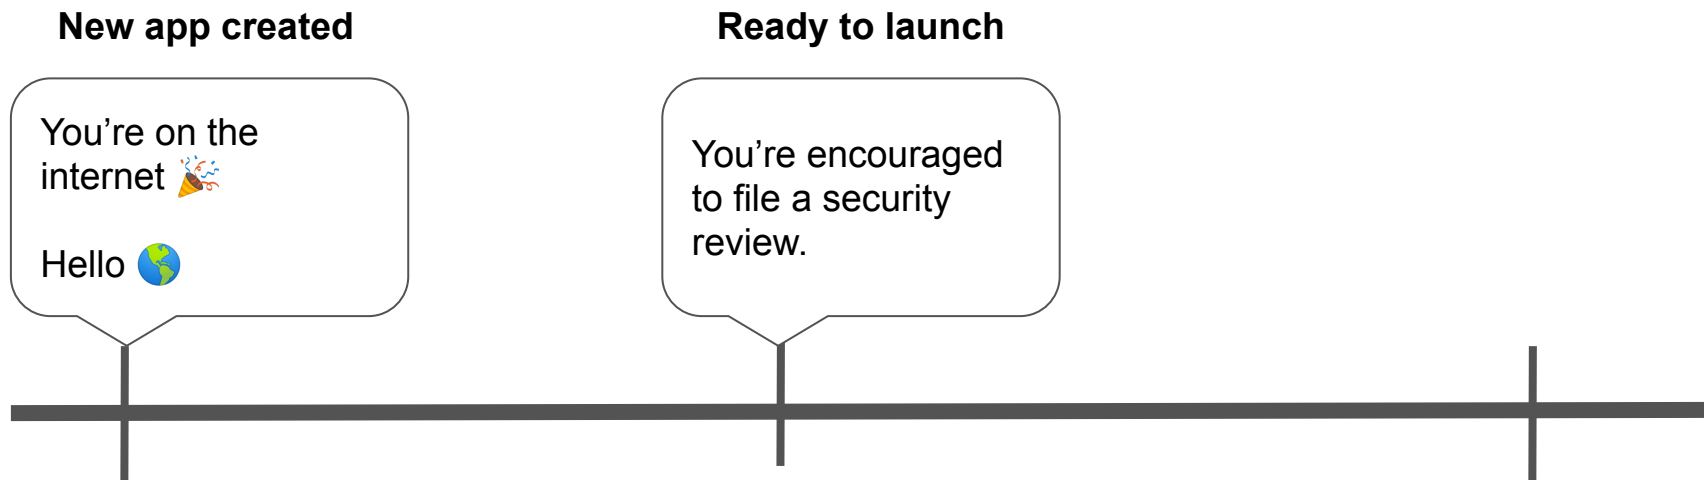 New app created
You’re on the
internet 🎉
Hello 🌎
Ready to launch
You’re encouraged
to file a security
review.